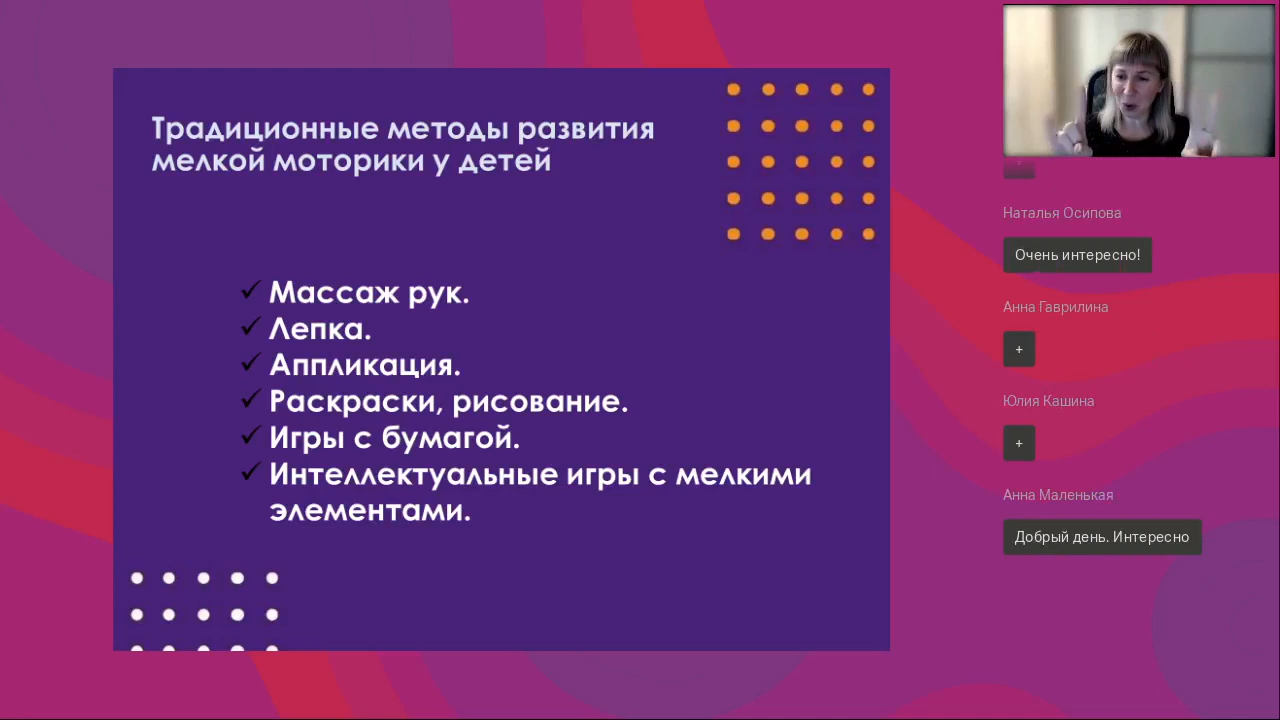 Традиционные методы развития
мелкой моторики у детей
Массаж рук.
Лепка.
Аппликация.
Раскраски, рисование.
Игры с бумагой.
Интеллектуальные игры с мелкими
элементами.
Наталья Осипова
Очень интересно!
Анна Гаврилина
+
Юлия Кашина
+
Анна Маленькая
Добрый день. Интересно